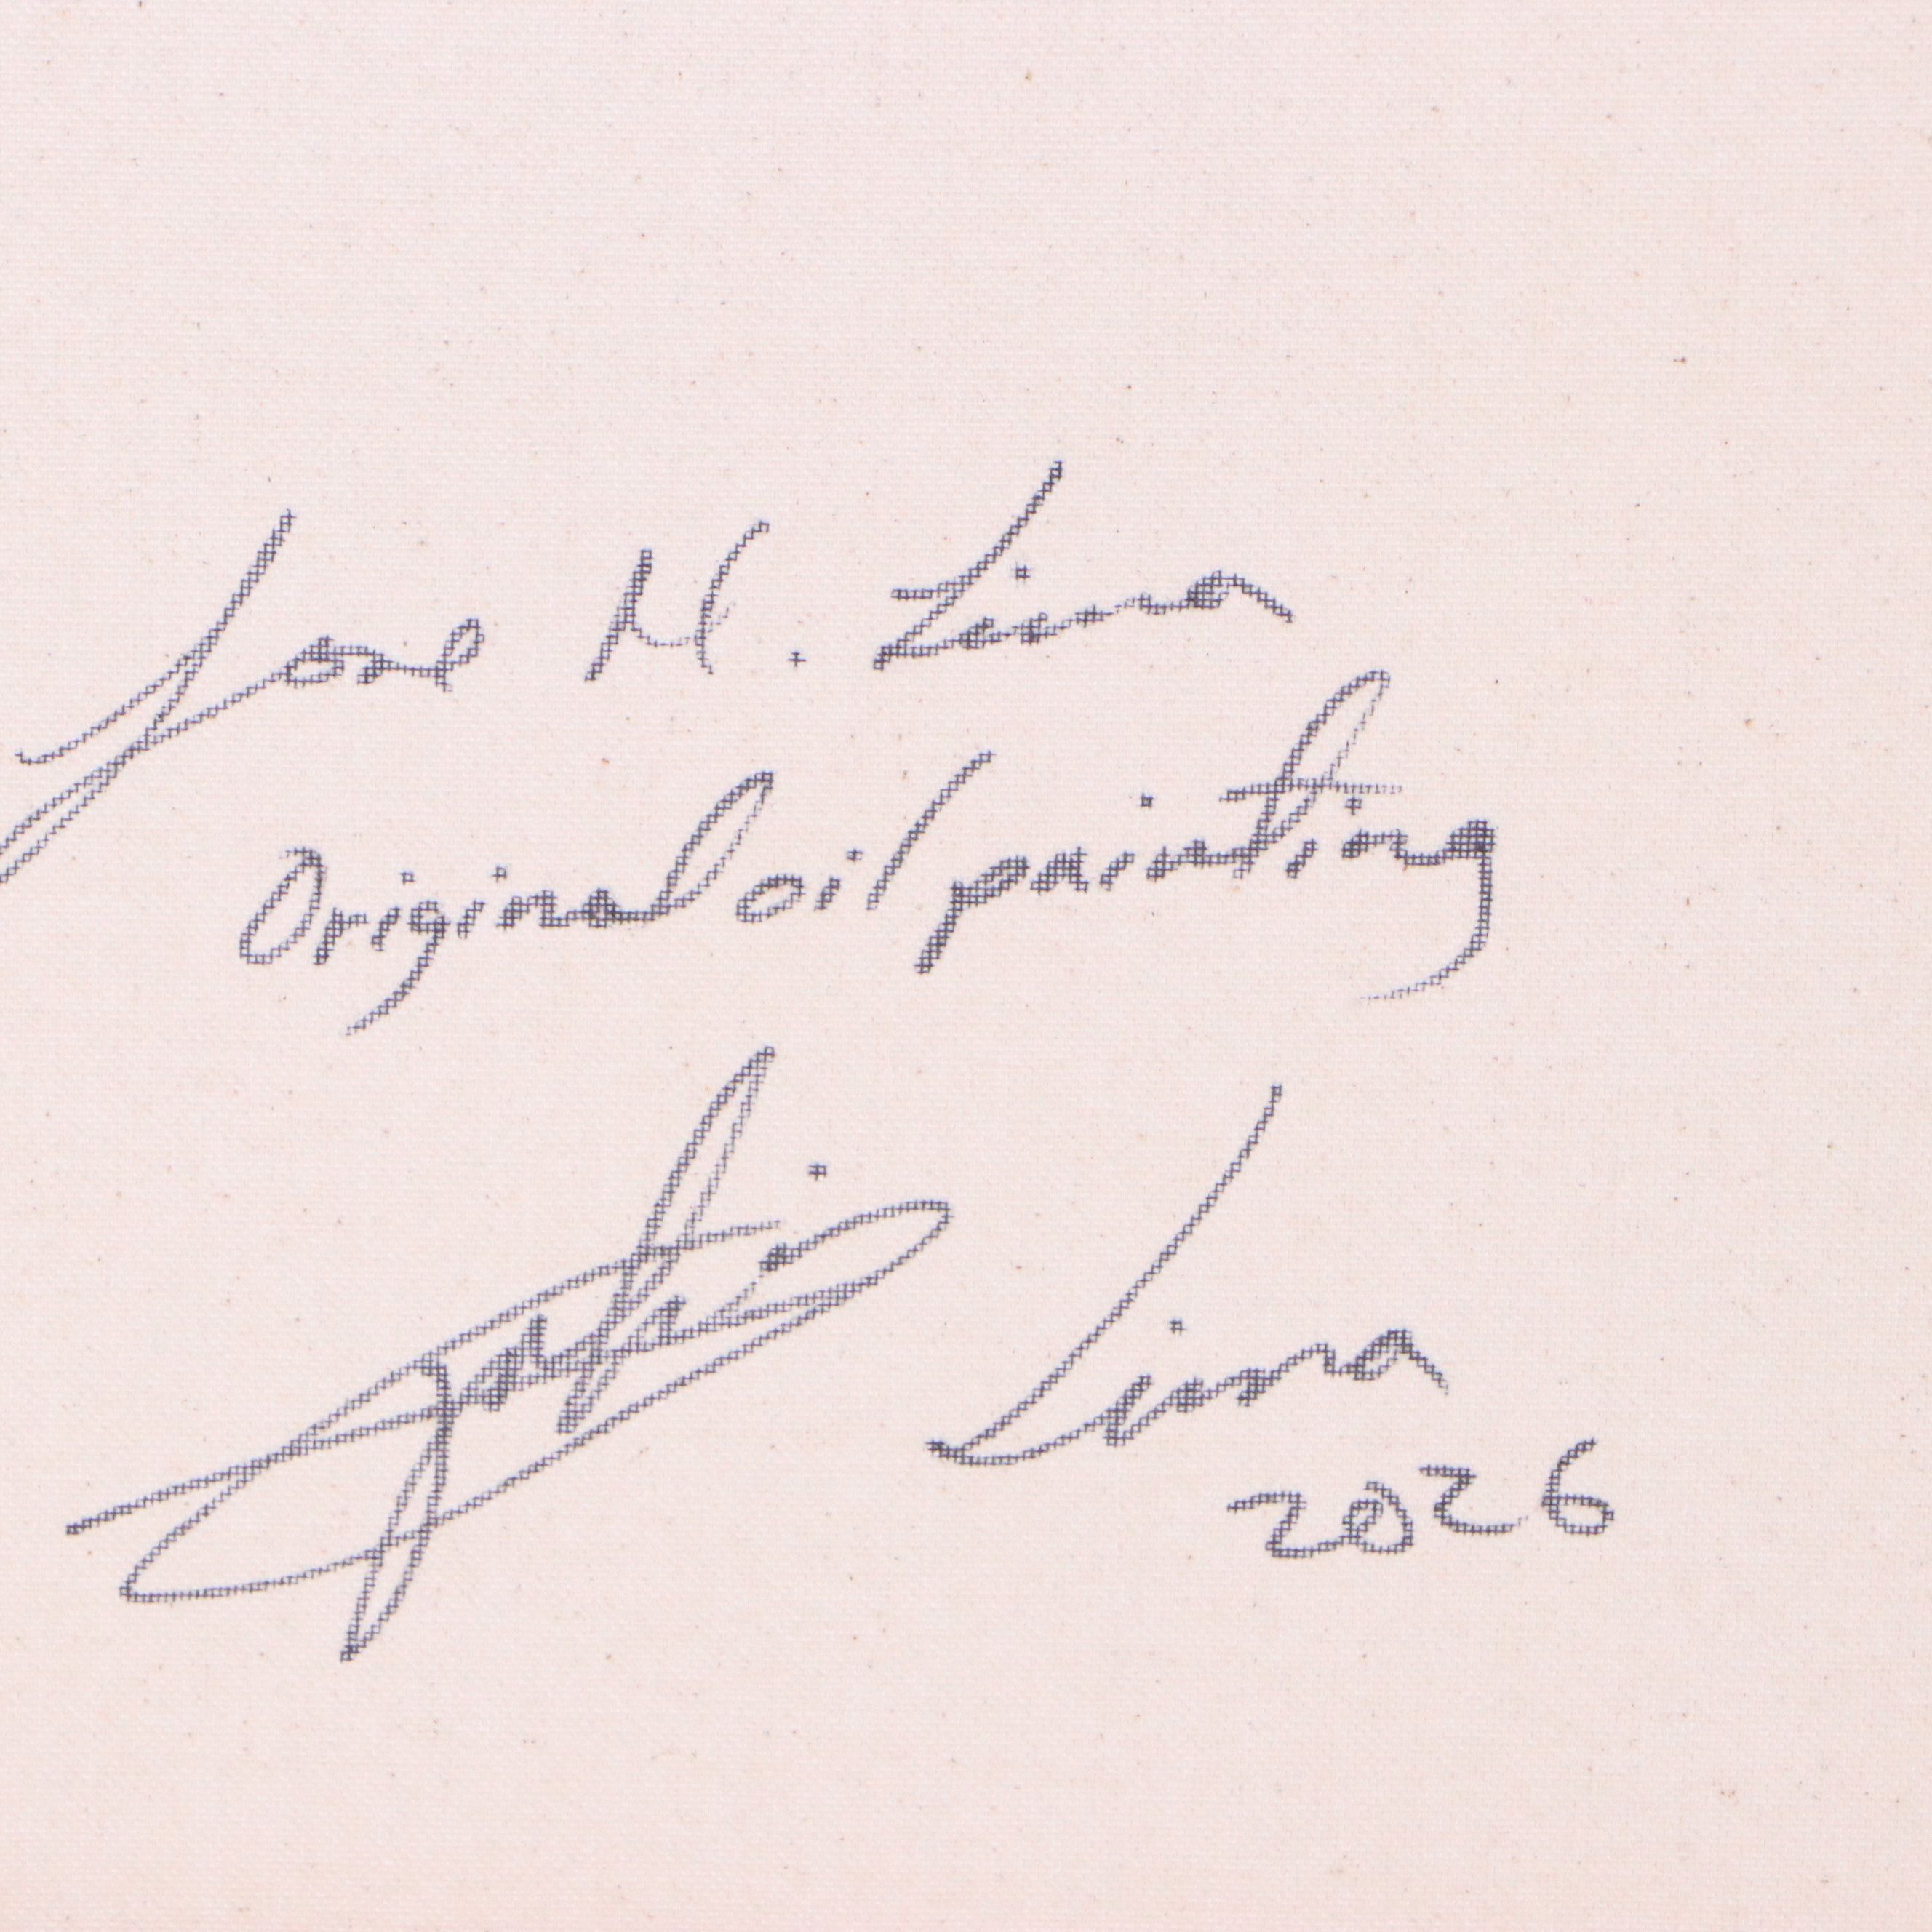 Jose M. Lima
Original oil painting
Lima
2026